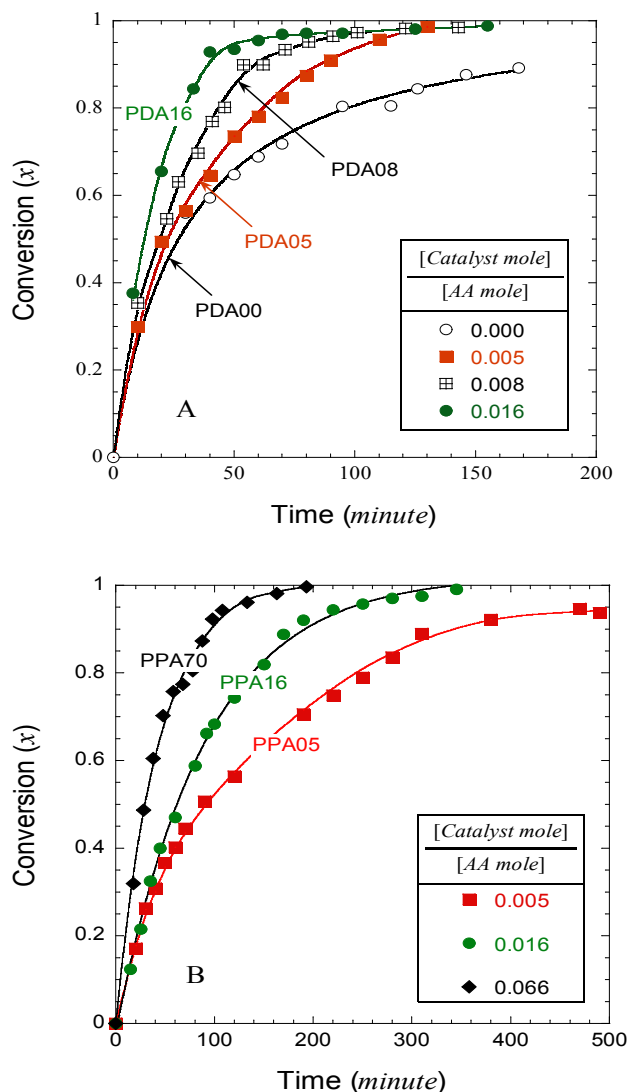 1
0.8
0.6
0.4
0.2
0
Conversion (x)
PDA16
PDA08
PDA05
PDA00
[Catalyst mole]
[AA mole]
0.000
0.005
0.008
0.016
A
0 50 100 150 200
Time (minute)
1
0.8
0.6
0.4
0.2
0
Conversion (x)
PPA70
PPA16
PPA05
[Catalyst mole]
[AA mole]
0.005
0.016
0.066
B
0 100 200 300 400 500
Time (minute)